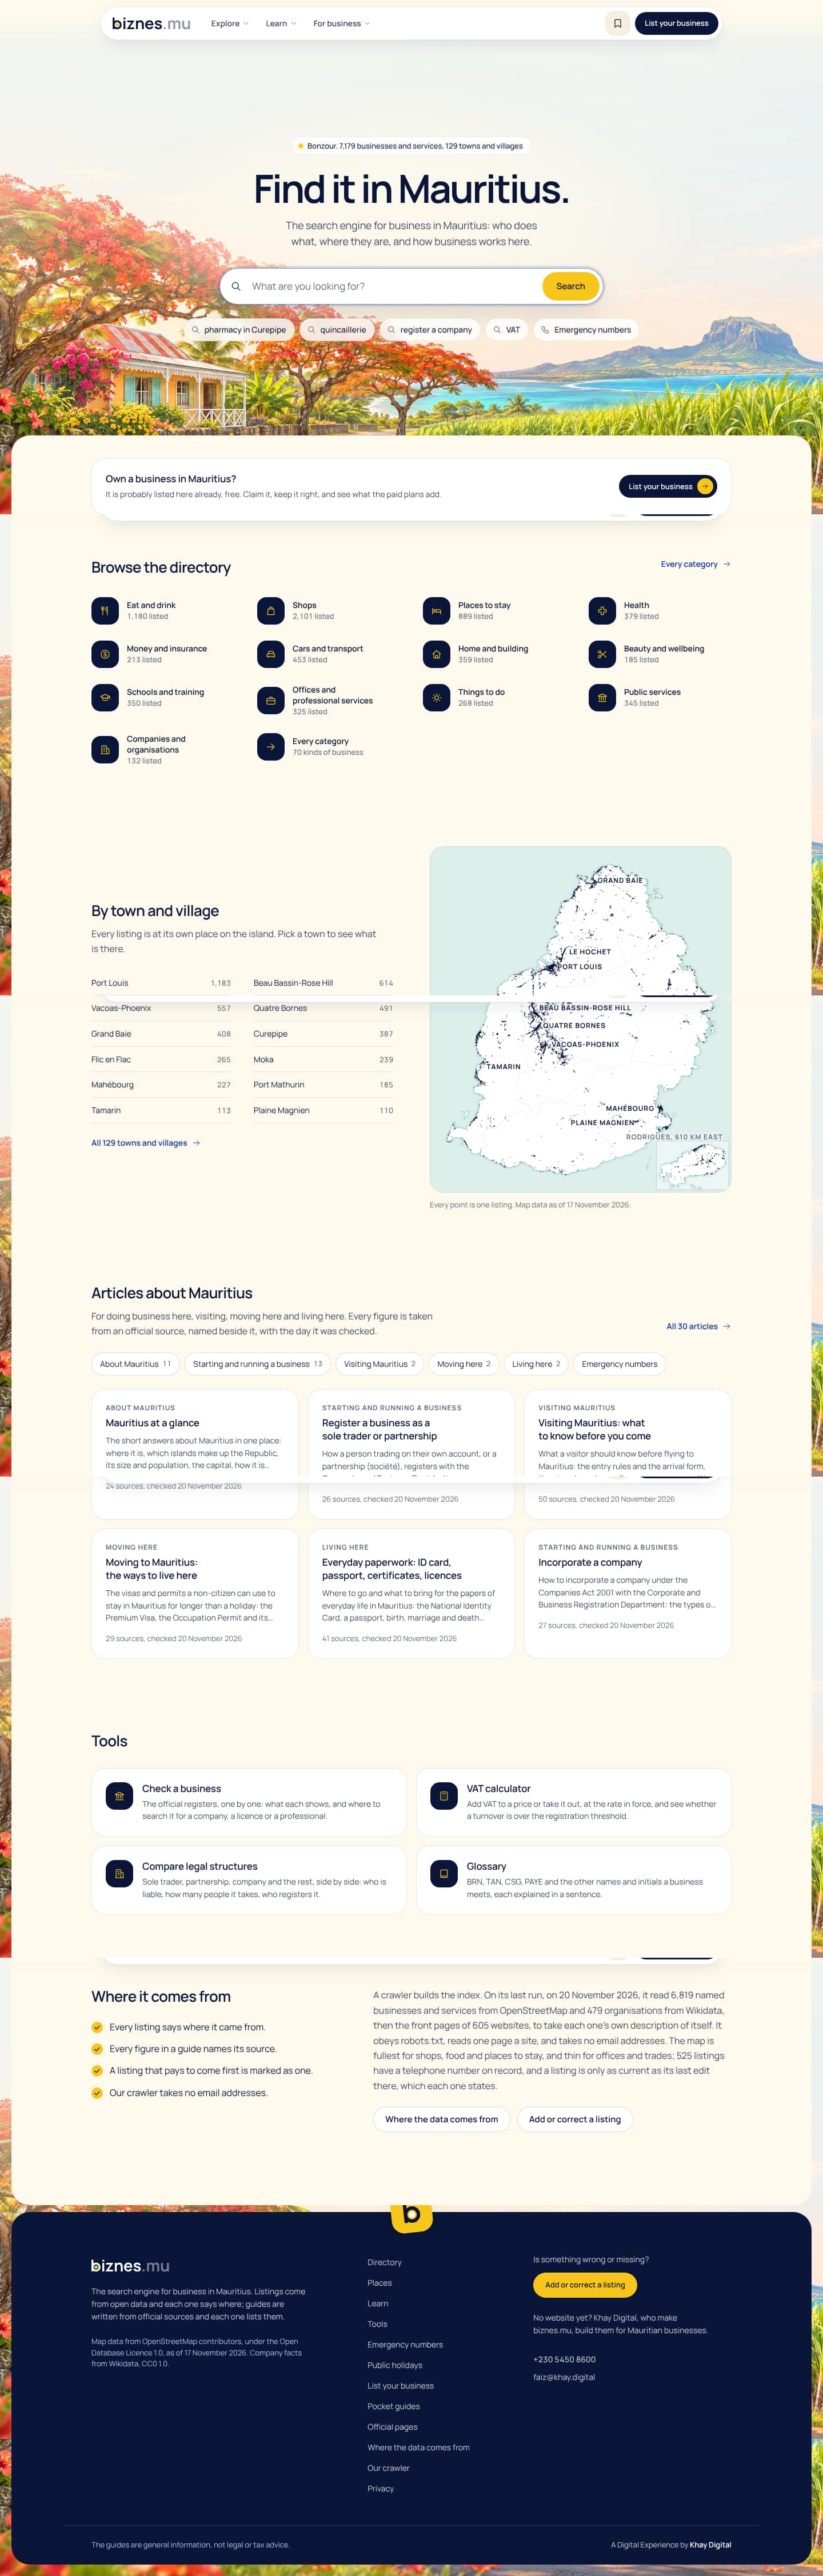 biznes.mu
Explore
Learn
For business
List your business
Bonzour. 7,179 businesses and services, 129 towns and villages
Find it in Mauritius.
The search engine for business in Mauritius: who does
what, where they are, and how business works here.
What are you looking for?
Search
pharmacy in Curepipe
quincaillerie
register a company
VAT
Emergency numbers
Own a business in Mauritius?
It is probably listed here already, free. Claim it, keep it right, and see what the paid plans add.
List your business
Browse the directory
Every category
Eat and drink
1,180 listed
Shops
2,101 listed
Places to stay
889 listed
Health
379 listed
Money and insurance
213 listed
Cars and transport
453 listed
Home and building
359 listed
Beauty and wellbeing
185 listed
Schools and training
350 listed
Offices and
professional services
325 listed
Things to do
268 listed
Public services
345 listed
Companies and
organisations
132 listed
Every category
70 kinds of business
By town and village
Every listing is at its own place on the island. Pick a town to see what
is there.
Port Louis 1,183
Beau Bassin-Rose Hill 614
Vacoas-Phoenix 557
Quatre Bornes 491
Grand Baie 408
Curepipe 387
Flic en Flac 265
Moka 239
Mahébourg 227
Port Mathurin 185
Tamarin 113
Plaine Magnien 110
All 129 towns and villages
GRAND BAIE
LE HOCHET
PORT LOUIS
BEAU BASSIN-ROSE HILL
QUATRE BORNES
VACOAS-PHOENIX
TAMARIN
MAHÉBOURG
PLAINE MAGNIEN
RODRIGUES, 610 KM EAST
Every point is one listing. Map data as of 17 November 2026.
Articles about Mauritius
For doing business here, visiting, moving here and living here. Every figure is taken
from an official source, named beside it, with the day it was checked.
All 30 articles
About Mauritius 11
Starting and running a business 13
Visiting Mauritius 2
Moving here 2
Living here 2
Emergency numbers
ABOUT MAURITIUS
Mauritius at a glance
The short answers about Mauritius in one place:
where it is, which islands make up the Republic,
its size and population, the capital, how it is...
24 sources, checked 20 November 2026
STARTING AND RUNNING A BUSINESS
Register a business as a
sole trader or partnership
How a person trading on their own account, or a
partnership (société), registers with the
26 sources, checked 20 November 2026
VISITING MAURITIUS
Visiting Mauritius: what
to know before you come
What a visitor should know before flying to
Mauritius: the entry rules and the arrival form,
50 sources, checked 20 November 2026
MOVING HERE
Moving to Mauritius:
the ways to live here
The visas and permits a non-citizen can use to
stay in Mauritius for longer than a holiday: the
Premium Visa, the Occupation Permit and its...
29 sources, checked 20 November 2026
LIVING HERE
Everyday paperwork: ID card,
passport, certificates, licences
Where to go and what to bring for the papers of
everyday life in Mauritius: the National Identity
Card, a passport, birth, marriage and death...
41 sources, checked 20 November 2026
STARTING AND RUNNING A BUSINESS
Incorporate a company
How to incorporate a company under the
Companies Act 2001 with the Corporate and
Business Registration Department: the types o...
27 sources, checked 20 November 2026
Tools
Check a business
The official registers, one by one: what each shows, and where to
search it for a company, a licence or a professional.
VAT calculator
Add VAT to a price or take it out, at the rate in force, and see whether
a turnover is over the registration threshold.
Compare legal structures
Sole trader, partnership, company and the rest, side by side: who is
liable, how many people it takes, who registers it.
Glossary
BRN, TAN, CSG, PAYE and the other names and initials a business
meets, each explained in a sentence.
Where it comes from
Every listing says where it came from.
Every figure in a guide names its source.
A listing that pays to come first is marked as one.
Our crawler takes no email addresses.
A crawler builds the index. On its last run, on 20 November 2026, it read 6,819 named
businesses and services from OpenStreetMap and 479 organisations from Wikidata,
then the front pages of 605 websites, to take each one's own description of itself. It
obeys robots.txt, reads one page a site, and takes no email addresses. The map is
fullest for shops, food and places to stay, and thin for offices and trades; 525 listings
have a telephone number on record, and a listing is only as current as its last edit
there, which each one states.
Where the data comes from
Add or correct a listing
b
biznes.mu
The search engine for business in Mauritius. Listings come
from open data and each one says where; guides are
written from official sources and each one lists them.
Map data from OpenStreetMap contributors, under the Open
Database Licence 1.0, as of 17 November 2026. Company facts
from Wikidata, CC0 1.0.
Directory
Places
Learn
Tools
Emergency numbers
Public holidays
List your business
Pocket guides
Official pages
Where the data comes from
Our crawler
Privacy
Is something wrong or missing?
Add or correct a listing
No website yet? Khay Digital, who make
biznes.mu, build them for Mauritian businesses.
+230 5450 8600
faiz@khay.digital
The guides are general information, not legal or tax advice.
A Digital Experience by Khay Digital